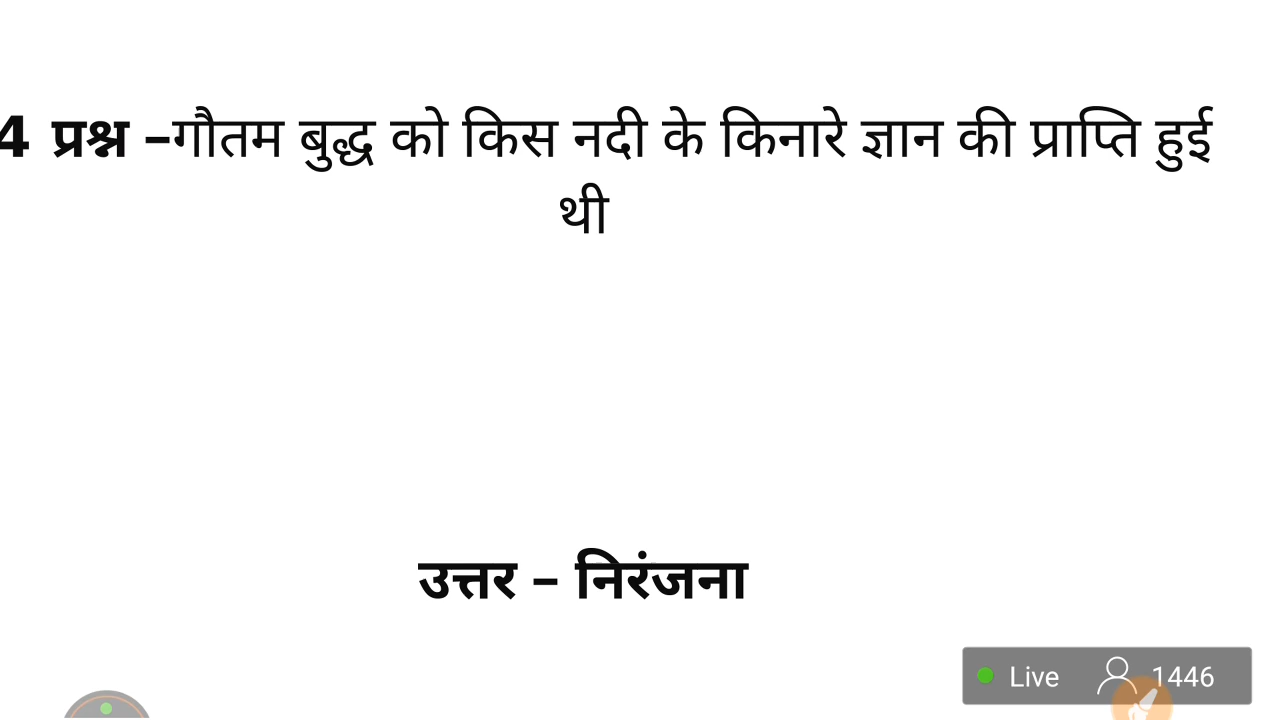 4 प्रश्न –गौतम बुद्ध को किस नदी के किनारे ज्ञान की प्राप्ति हुई
थी
उत्तर – निरंजना
Live 1446